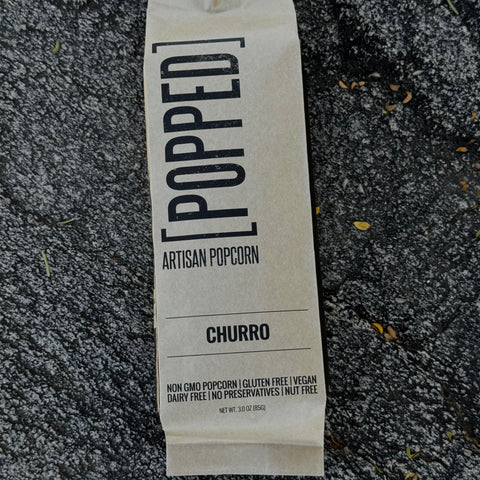 [POPPED]
ARTISAN POPCORN
CHURRO
NON GMO POPCORN | GLUTEN FREE | VEGAN
DAIRY FREE | NO PRESERVATIVES | NUT FREE
NET WT. 3.0 OZ (85G)